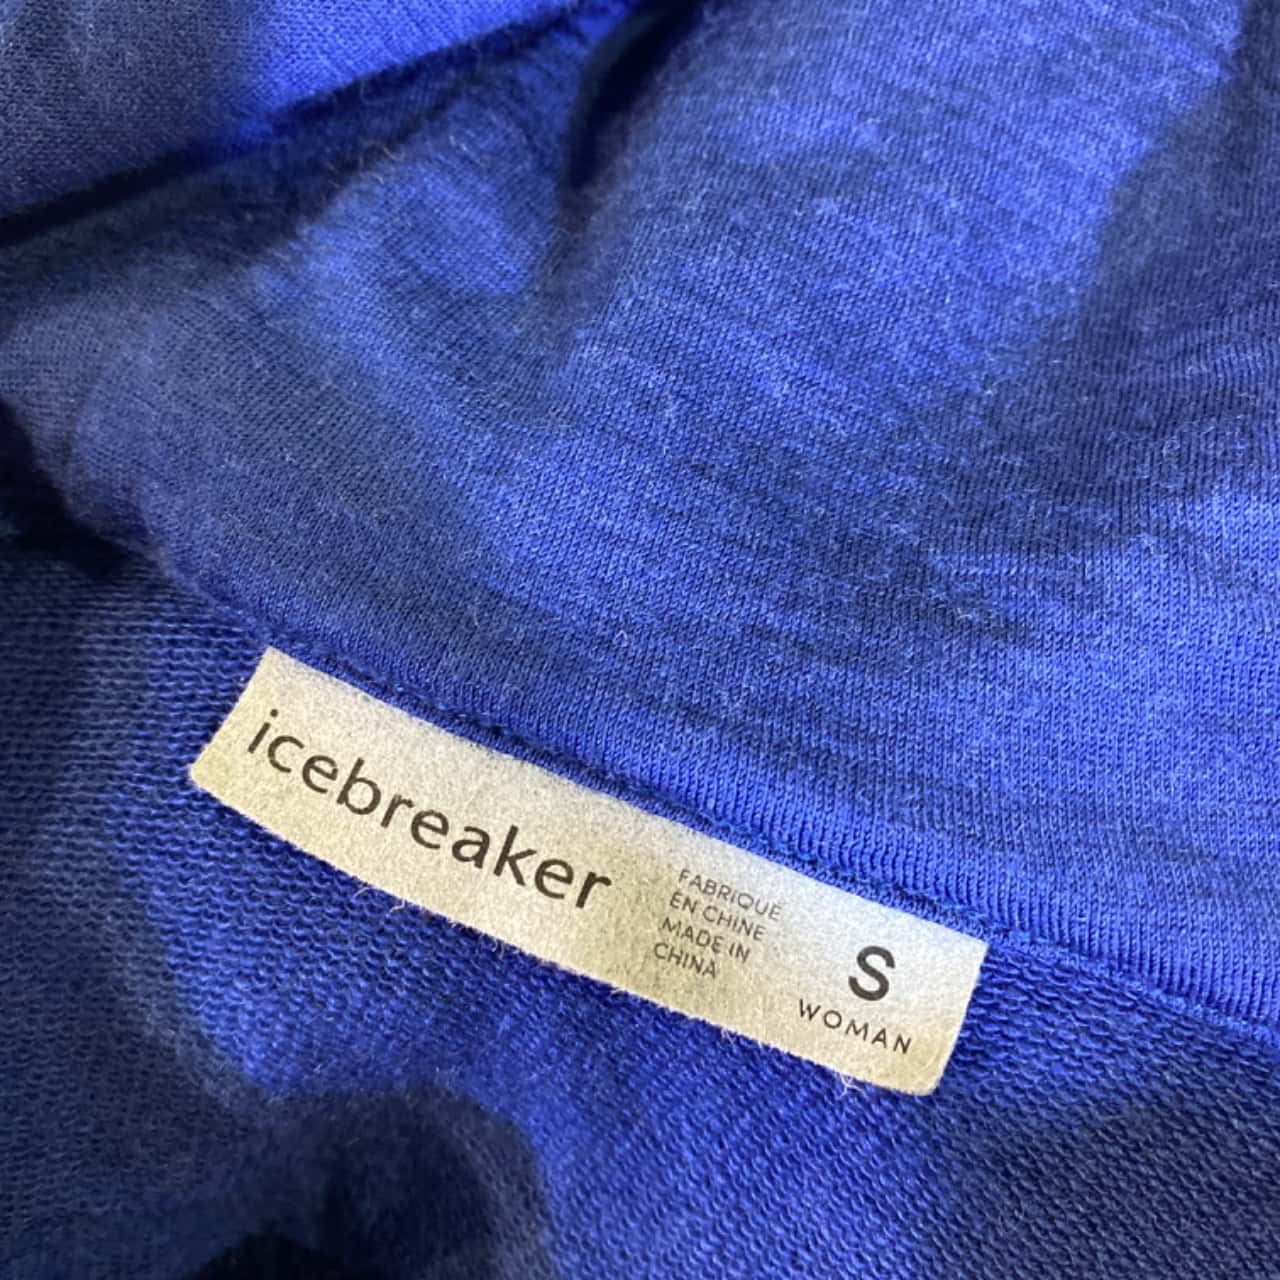 icebreaker
FABRIQUÉ
EN CHINE
MADE IN
CHINA
S
WOMAN